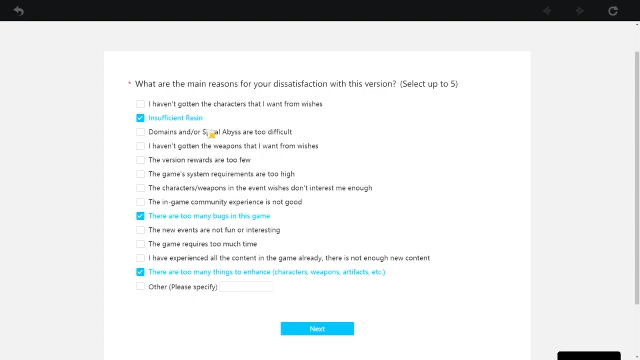 * What are the main reasons for your dissatisfaction with this version? (Select up to 5)
I haven't gotten the characters that I want from wishes
Insufficient Resin
Domains and/or Spiral Abyss are too difficult
I haven't gotten the weapons that I want from wishes
The version rewards are too few
The game's system requirements are too high
The characters/weapons in the event wishes don't interest me enough
The in-game community experience is not good
There are too many bugs in this game
The new events are not fun or interesting
The game requires too much time
I have experienced all the content in the game already, there is not enough new content
There are too many things to enhance (characters, weapons, artifacts, etc.)
Other (Please specify)
Next